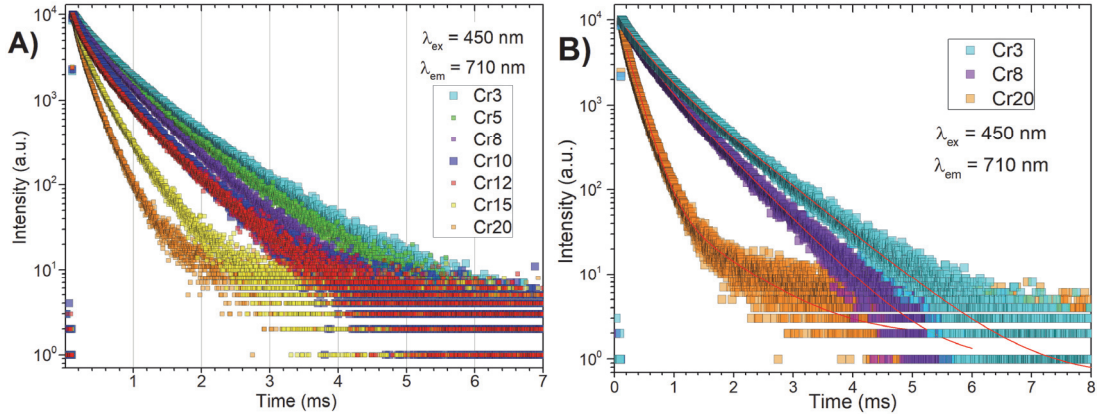 A)
λex = 450 nm
λem = 710 nm
Cr3
Cr5
Cr8
Cr10
Cr12
Cr15
Cr20
Intensity (a.u.)
10⁴
10³
10²
10¹
10⁰
1 2 3 4 5 6 7
Time (ms)
B)
Cr3
Cr8
Cr20
λex = 450 nm
λem = 710 nm
Intensity (a.u.)
10⁴
10³
10²
10¹
10⁰
0 1 2 3 4 5 6 7 8
Time (ms)